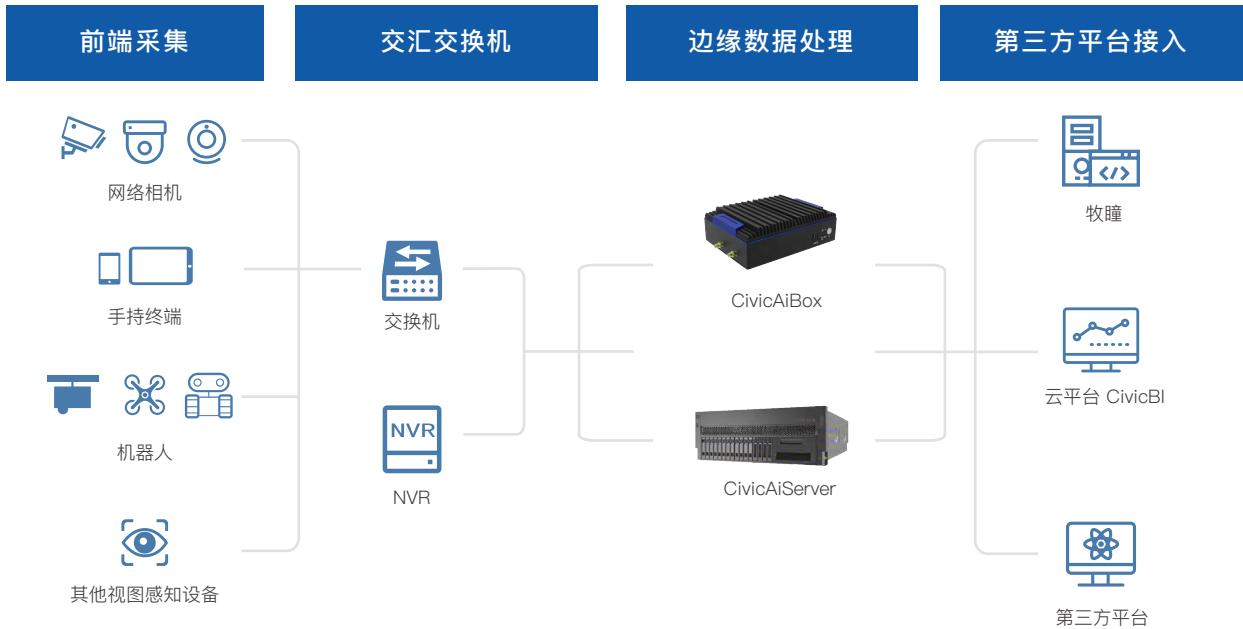 前端采集
交汇交换机
边缘数据处理
第三方平台接入
网络相机
手持终端
机器人
其他视图感知设备
交换机
NVR
NVR
CivicAiBox
CivicAiServer
牧瞳
云平台 CivicBI
第三方平台